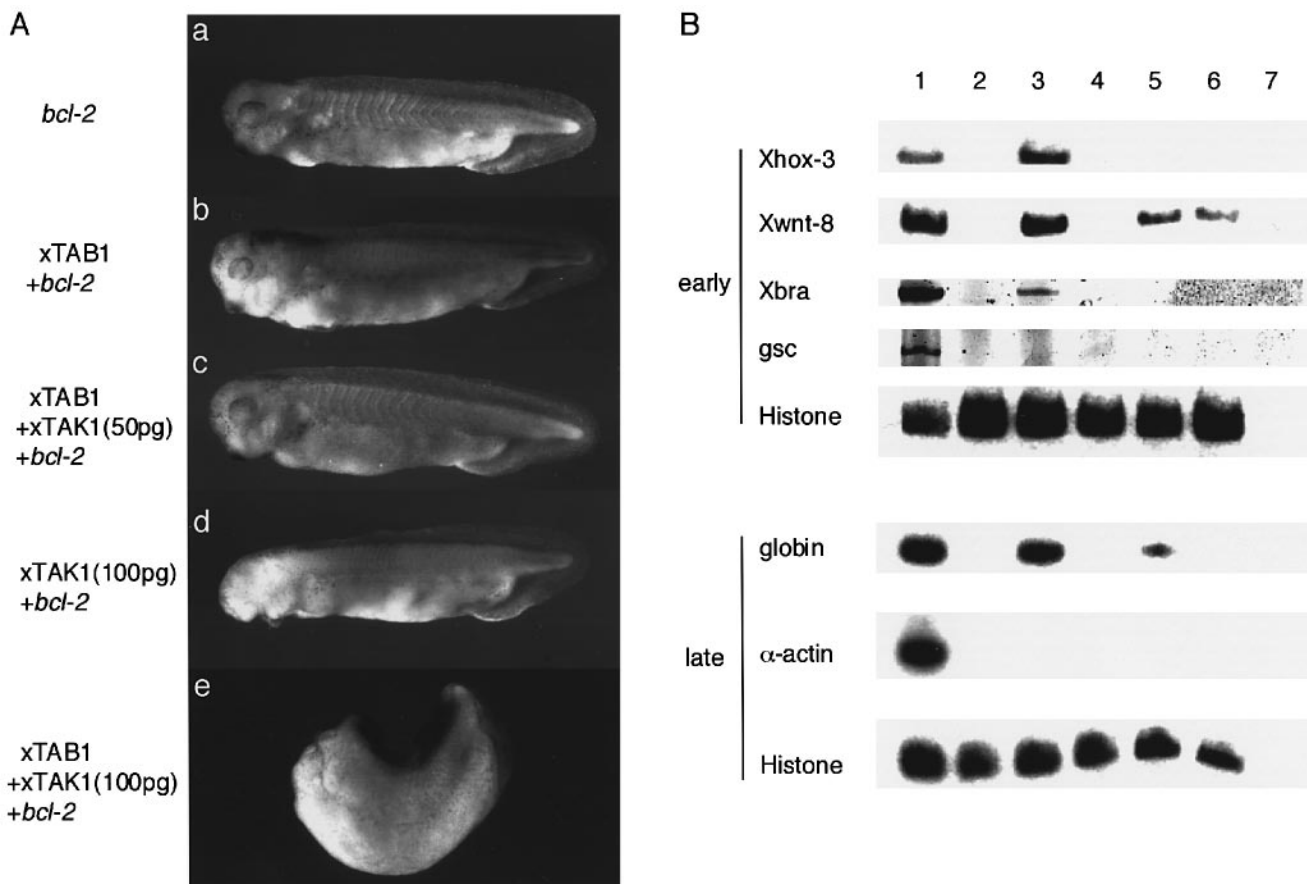 A
a
bcl-2
b
xTAB1
+bcl-2
c
xTAB1
+xTAK1(50pg)
+bcl-2
d
xTAK1(100pg)
+bcl-2
e
xTAB1
+xTAK1(100pg)
+bcl-2
B
1 2 3 4 5 6 7
early
Xhox-3
Xwnt-8
Xbra
gsc
Histone
late
globin
α-actin
Histone